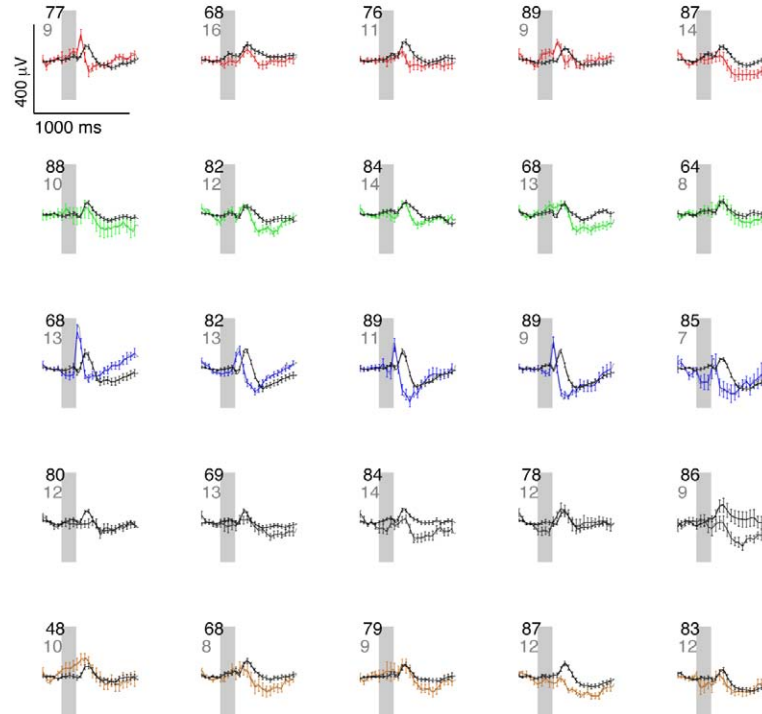 77 68 76 89 87
9 16 11 9 14
400 µV
1000 ms
88 82 84 68 64
10 12 14 13 8
68 82 89 89 85
13 13 11 9 7
80 69 84 78 86
12 13 14 12 9
48 68 79 87 83
10 8 9 12 12